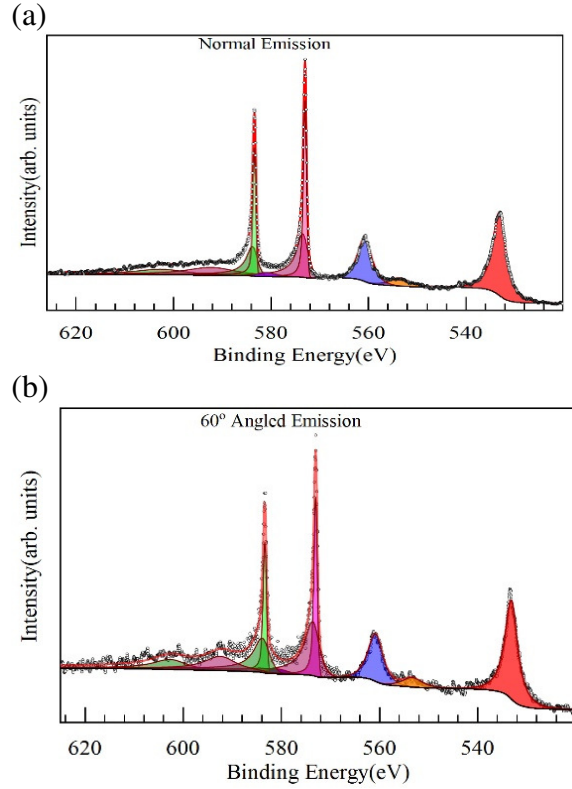 (a)
Normal Emission
Intensity(arb. units)
620 600 580 560 540
Binding Energy(eV)
(b)
60° Angled Emission
Intensity(arb. units)
620 600 580 560 540
Binding Energy(eV)